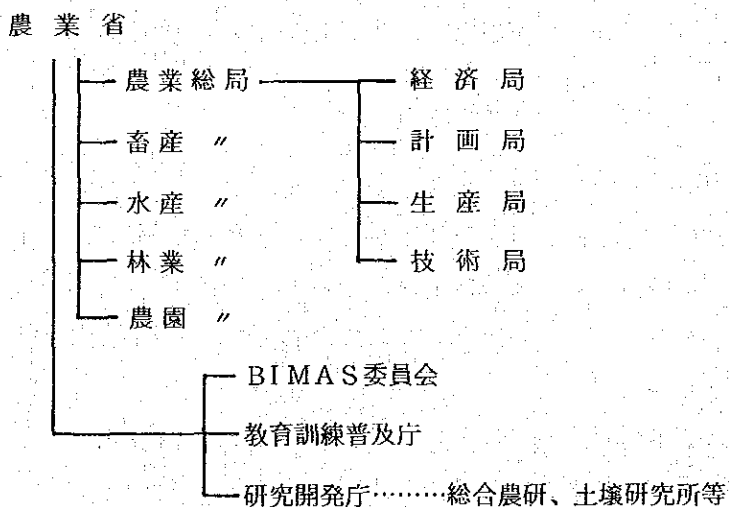 農業省
農業総局 経済局
畜産 〃 計画局
水産 〃 生産局
林業 〃 技術局
農園 〃
BIMAS委員会
教育訓練普及庁
研究開発庁………総合農研、土壌研究所等